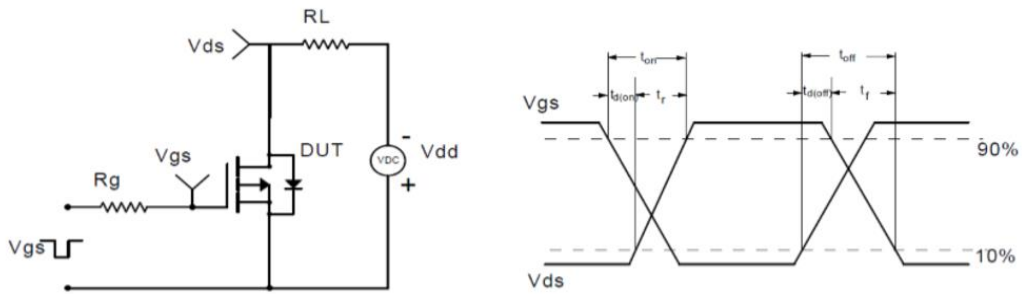 RL
Vds
Vgs
DUT
VDC
-
+
Vdd
Rg
Vgs
ton
toff
td(on)
tr
td(off)
tf
Vgs
90%
10%
Vds